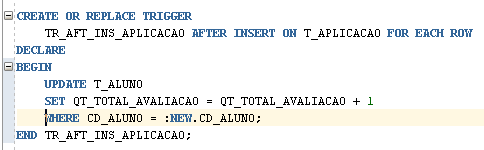 CREATE OR REPLACE TRIGGER
TR_AFT_INS_APLICACAO AFTER INSERT ON T_APLICACAO FOR EACH ROW
DECLARE
BEGIN
UPDATE T_ALUNO
SET QT_TOTAL_AVALIACAO = QT_TOTAL_AVALIACAO + 1
WHERE CD_ALUNO = :NEW.CD_ALUNO;
END TR_AFT_INS_APLICACAO;